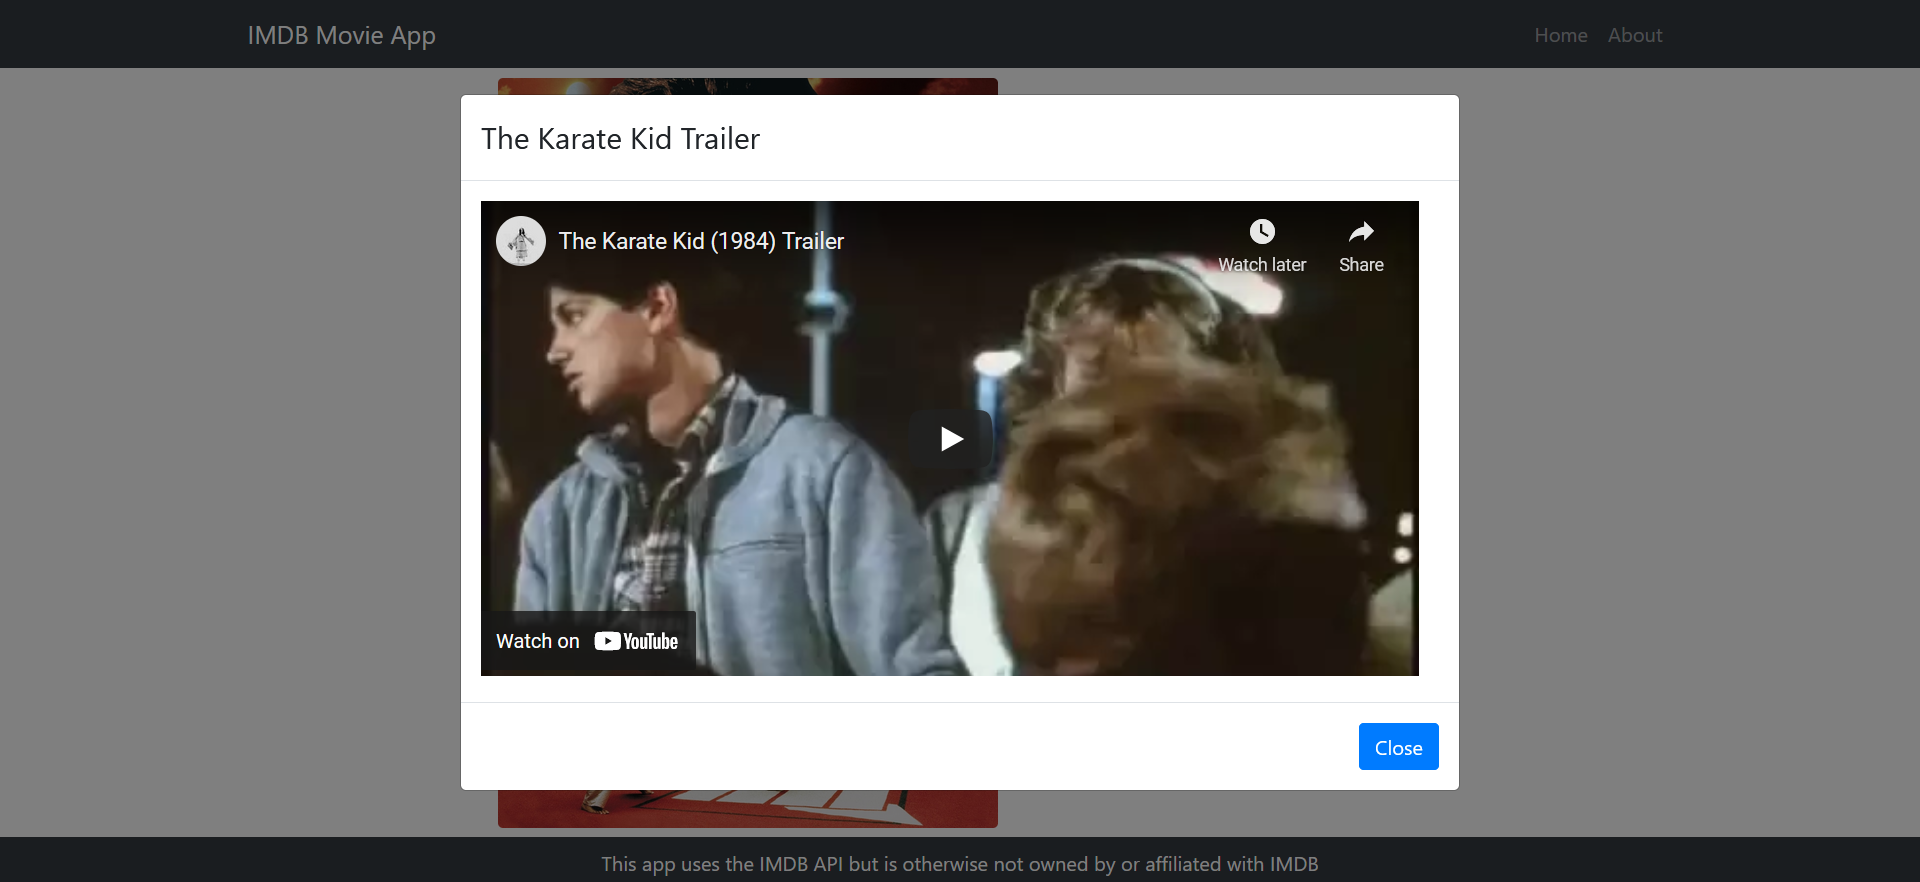 IMDB Movie App
Home About
The Karate Kid Trailer
The Karate Kid (1984) Trailer
Watch later
Share
Watch on YouTube
Close
This app uses the IMDB API but is otherwise not owned by or affiliated with IMDB